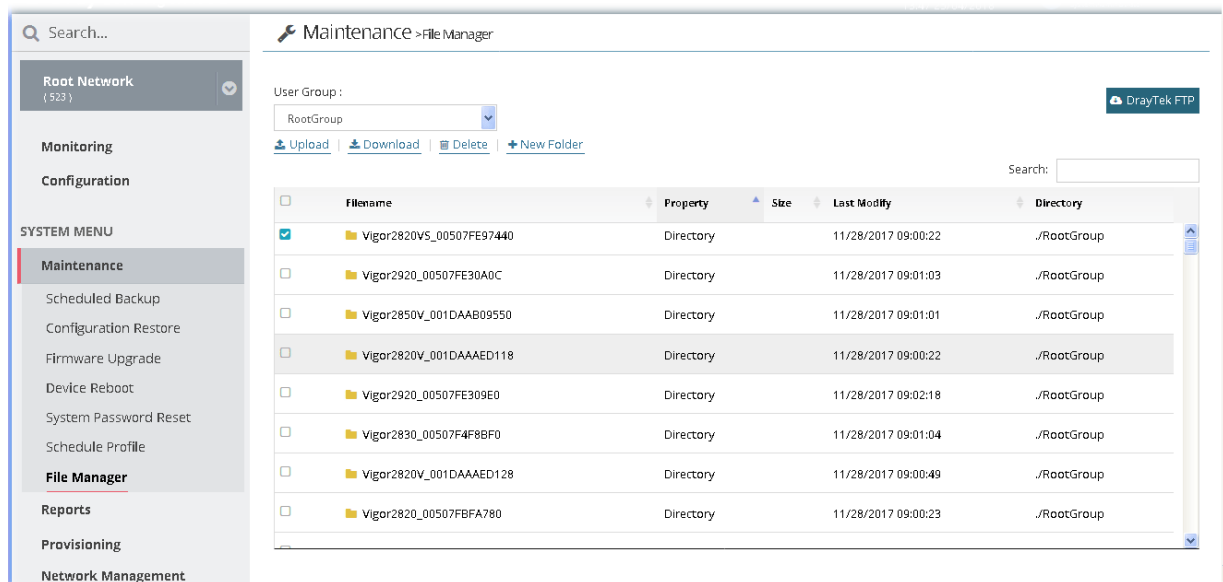 Search...
Root Network
( 523 )
Monitoring
Configuration
SYSTEM MENU
Maintenance
Scheduled Backup
Configuration Restore
Firmware Upgrade
Device Reboot
System Password Reset
Schedule Profile
File Manager
Reports
Provisioning
Network Management
Maintenance >File Manager
User Group :
RootGroup
DrayTek FTP
Upload | Download | Delete | New Folder
Search:
Filename Property Size Last Modify Directory
Vigor2820VS_00507FE97440 Directory 11/28/2017 09:00:22 ./RootGroup
Vigor2920_00507FE30A0C Directory 11/28/2017 09:01:03 ./RootGroup
Vigor2850V_001DAAB09550 Directory 11/28/2017 09:01:01 ./RootGroup
Vigor2820V_001DAAAED118 Directory 11/28/2017 09:00:22 ./RootGroup
Vigor2920_00507FE309E0 Directory 11/28/2017 09:02:18 ./RootGroup
Vigor2830_00507F4F8BF0 Directory 11/28/2017 09:01:04 ./RootGroup
Vigor2820V_001DAAAED128 Directory 11/28/2017 09:00:49 ./RootGroup
Vigor2820_00507FBFA780 Directory 11/28/2017 09:00:23 ./RootGroup